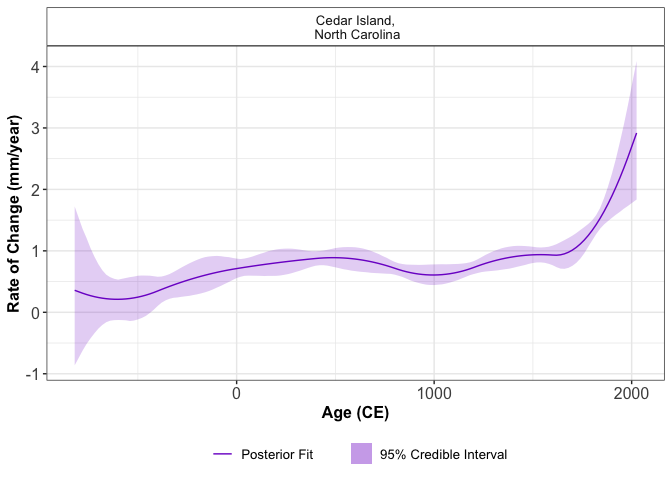 Cedar Island,
North Carolina
Rate of Change (mm/year)
4
3
2
1
0
-1
0
1000
2000
Age (CE)
Posterior Fit
95% Credible Interval